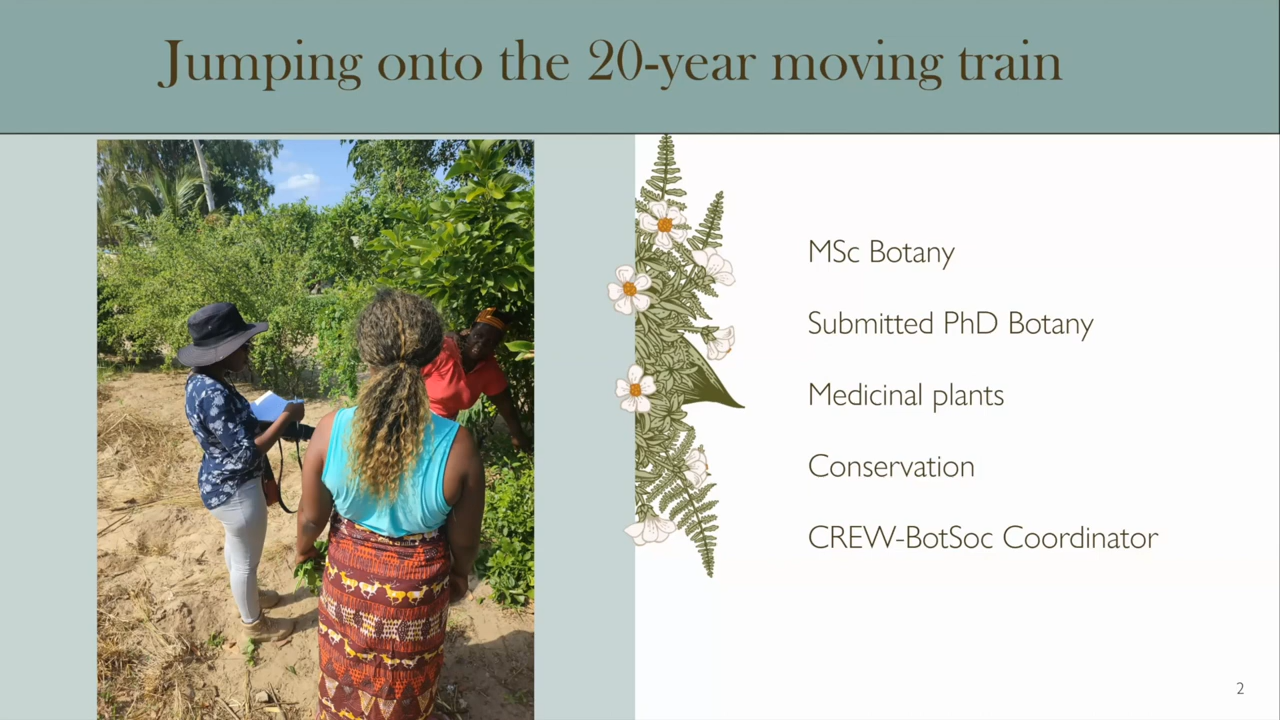 Jumping onto the 20-year moving train
MSc Botany
Submitted PhD Botany
Medicinal plants
Conservation
CREW-BotSoc Coordinator
2